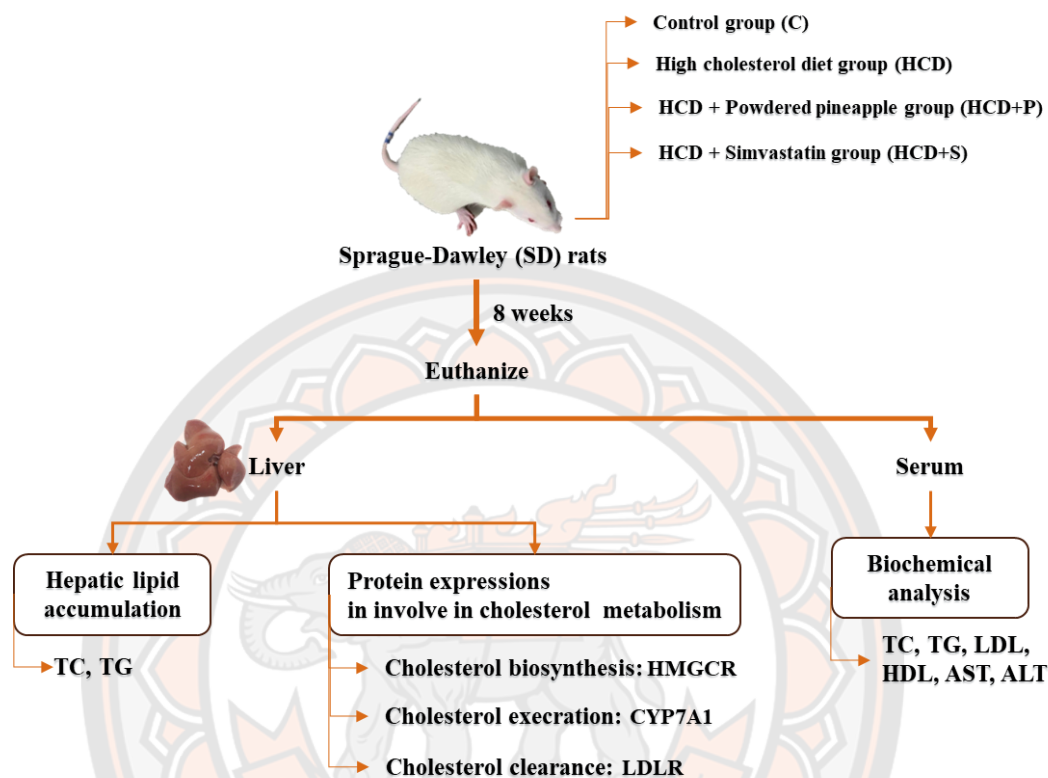 Control group (C)
High cholesterol diet group (HCD)
HCD + Powdered pineapple group (HCD+P)
HCD + Simvastatin group (HCD+S)
Sprague-Dawley (SD) rats
8 weeks
Euthanize
Liver
Serum
Hepatic lipid
accumulation
TC, TG
Protein expressions
in involve in cholesterol metabolism
Cholesterol biosynthesis: HMGCR
Cholesterol execration: CYP7A1
Cholesterol clearance: LDLR
Biochemical
analysis
TC, TG, LDL,
HDL, AST, ALT